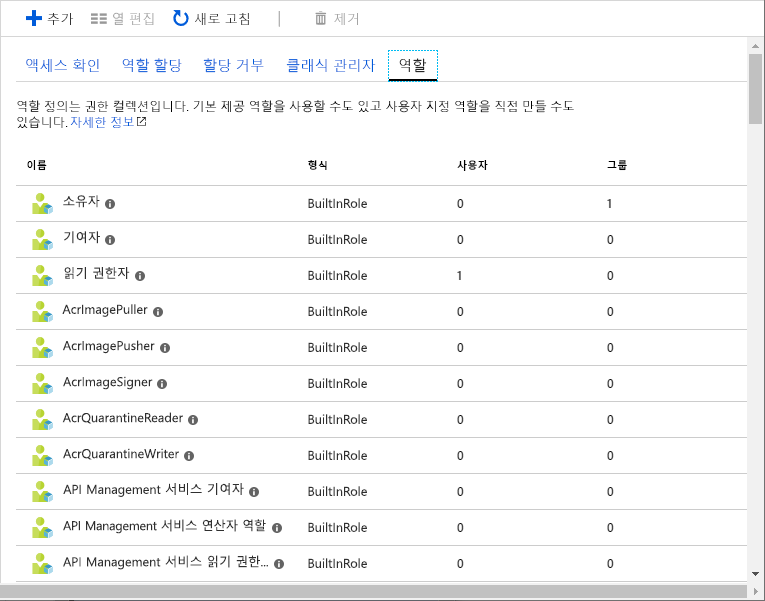 추가 열 편집 새로 고침 | 제거
액세스 확인 역할 할당 할당 거부 클래식 관리자 역할
역할 정의는 권한 컬렉션입니다. 기본 제공 역할을 사용할 수도 있고 사용자 지정 역할을 직접 만들 수도
있습니다. 자세한 정보
이름 형식 사용자 그룹
소유자 BuiltInRole 0 1
기여자 BuiltInRole 0 0
읽기 권한자 BuiltInRole 1 0
AcrImagePuller BuiltInRole 0 0
AcrImagePusher BuiltInRole 0 0
AcrImageSigner BuiltInRole 0 0
AcrQuarantineReader BuiltInRole 0 0
AcrQuarantineWriter BuiltInRole 0 0
API Management 서비스 기여자 BuiltInRole 0 0
API Management 서비스 연산자 역할 BuiltInRole 0 0
API Management 서비스 읽기 권한... BuiltInRole 0 0